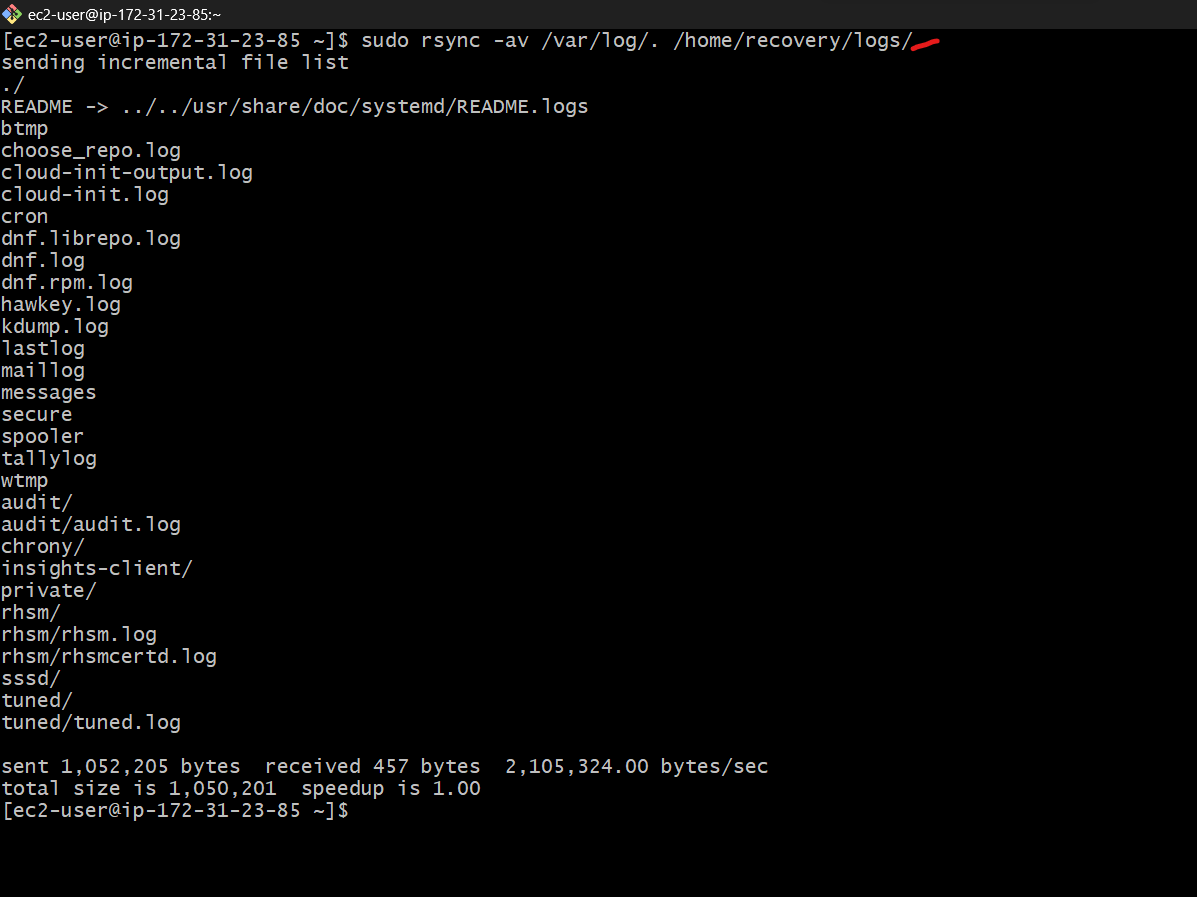 ec2-user@ip-172-31-23-85:~
[ec2-user@ip-172-31-23-85 ~]$ sudo rsync -av /var/log/. /home/recovery/logs/
sending incremental file list
./
README -> ../../usr/share/doc/systemd/README.logs
btmp
choose_repo.log
cloud-init-output.log
cloud-init.log
cron
dnf.librepo.log
dnf.log
dnf.rpm.log
hawkey.log
kdump.log
lastlog
maillog
messages
secure
spooler
tallylog
wtmp
audit/
audit/audit.log
chrony/
insights-client/
private/
rhsm/
rhsm/rhsm.log
rhsm/rhsmcertd.log
sssd/
tuned/
tuned/tuned.log
sent 1,052,205 bytes  received 457 bytes  2,105,324.00 bytes/sec
total size is 1,050,201  speedup is 1.00
[ec2-user@ip-172-31-23-85 ~]$